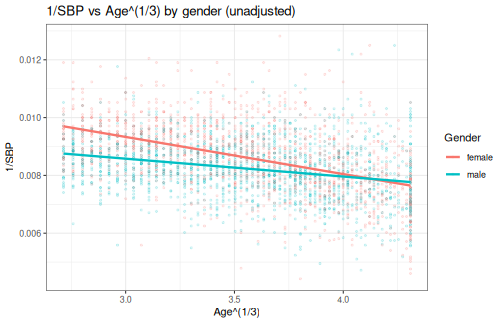 1/SBP vs Age^(1/3) by gender (unadjusted)
0.012
0.010
0.008
0.006
1/SBP
3.0 3.5 4.0
Age^(1/3)
Gender
female
male